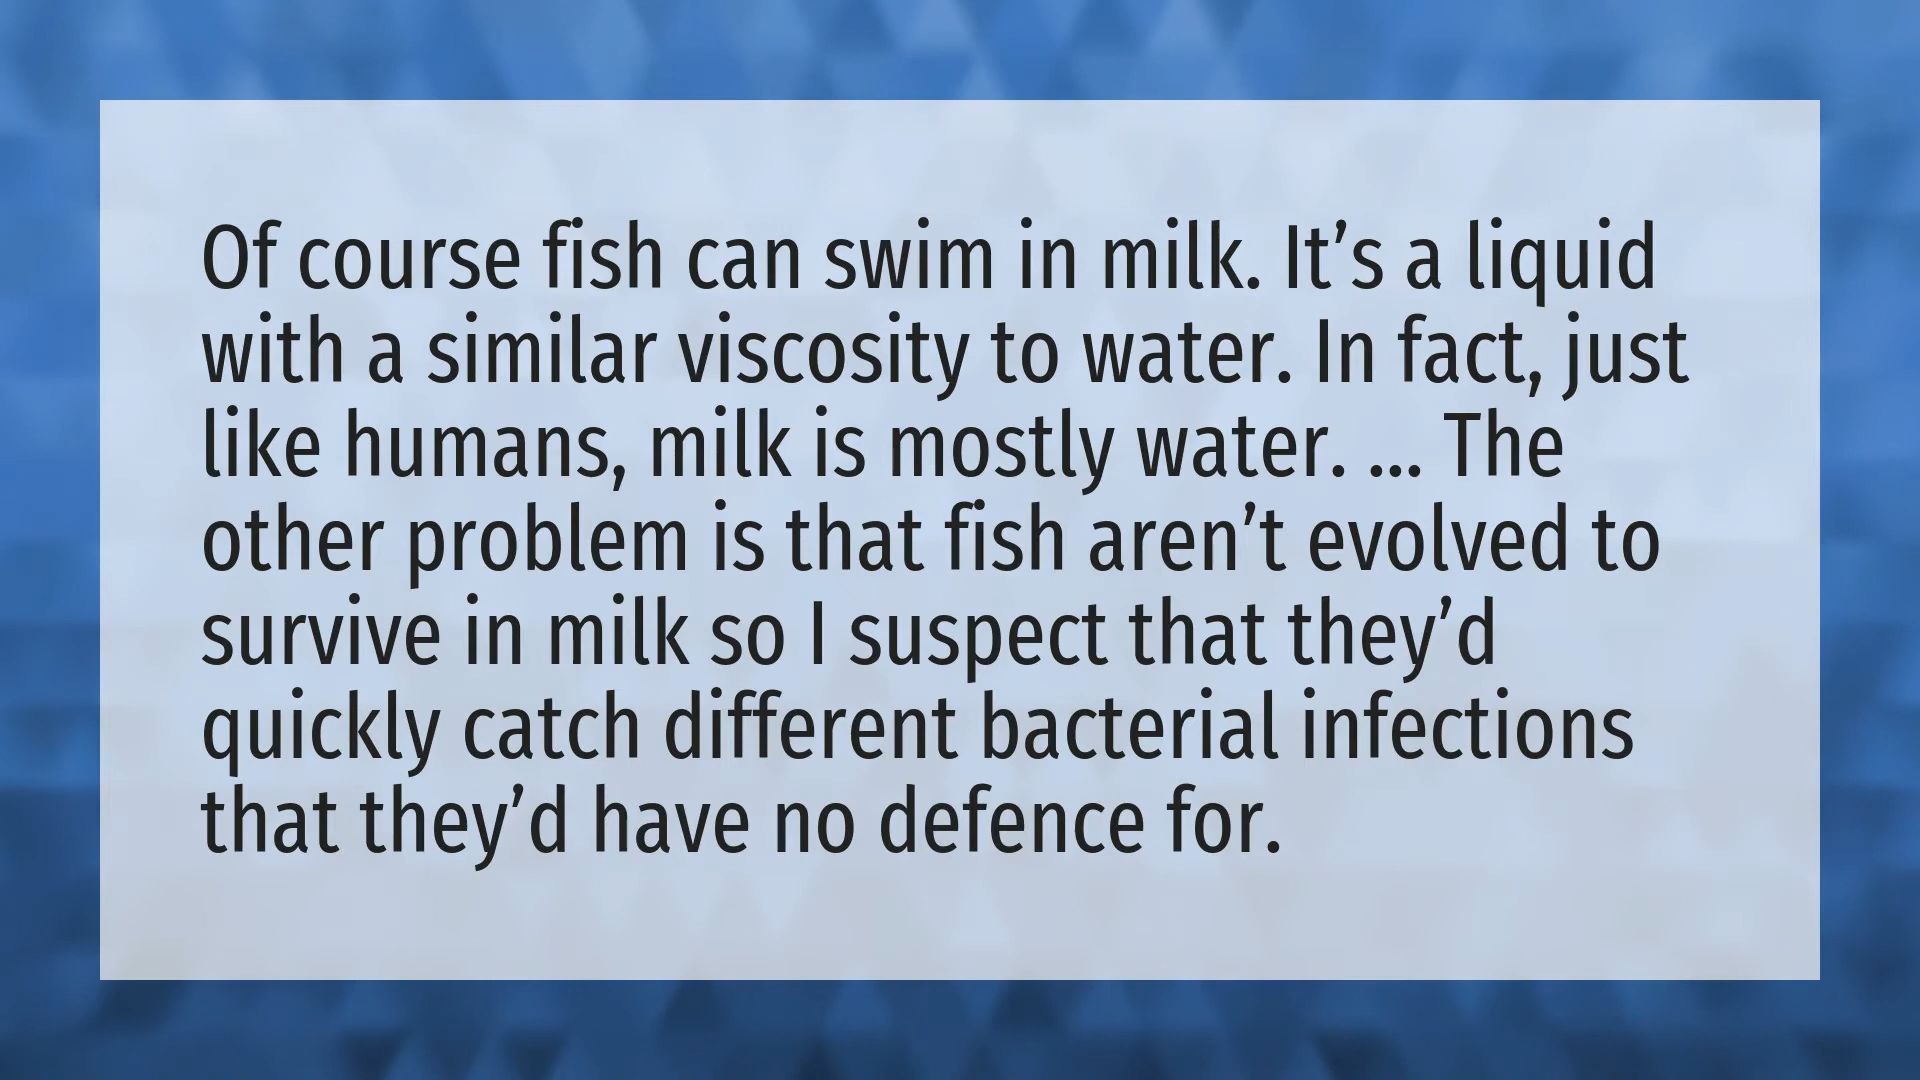 Of course fish can swim in milk. It’s a liquid
with a similar viscosity to water. In fact, just
like humans, milk is mostly water. ... The
other problem is that fish aren’t evolved to
survive in milk so I suspect that they’d
quickly catch different bacterial infections
that they’d have no defence for.